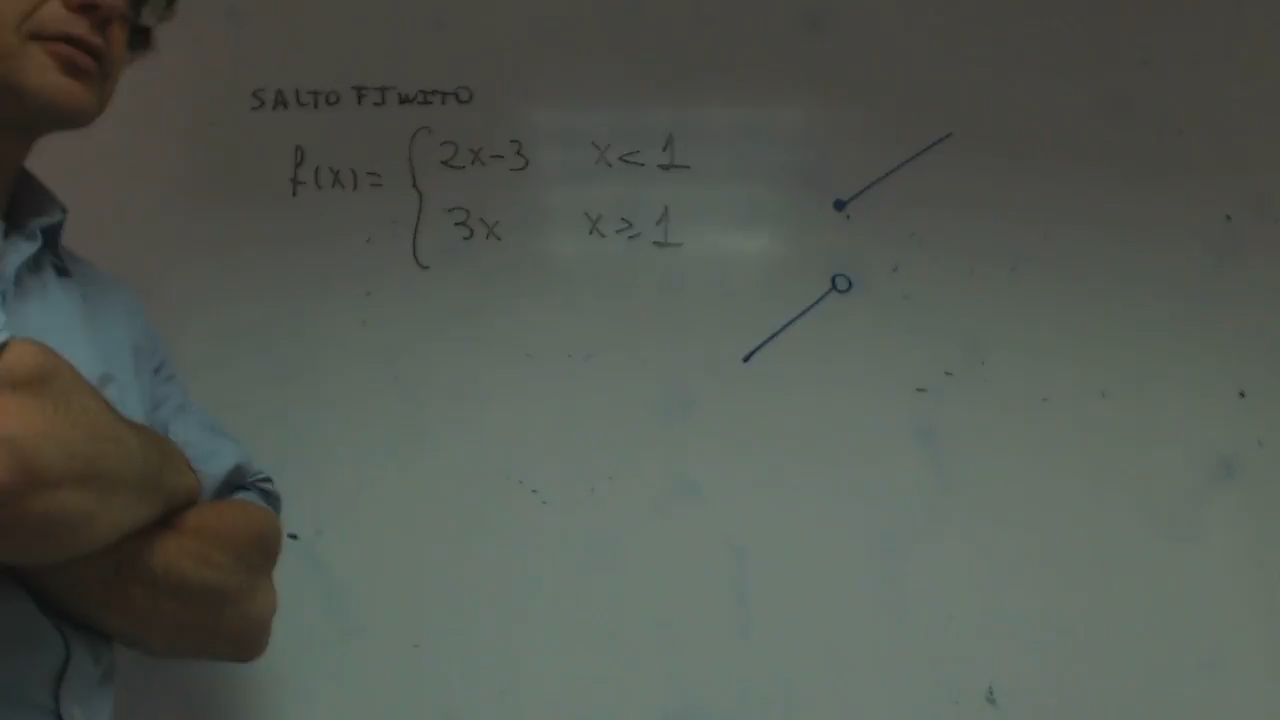 SALTO FINITO
f(x)= { 2x-3 x< 1
3x x≥1